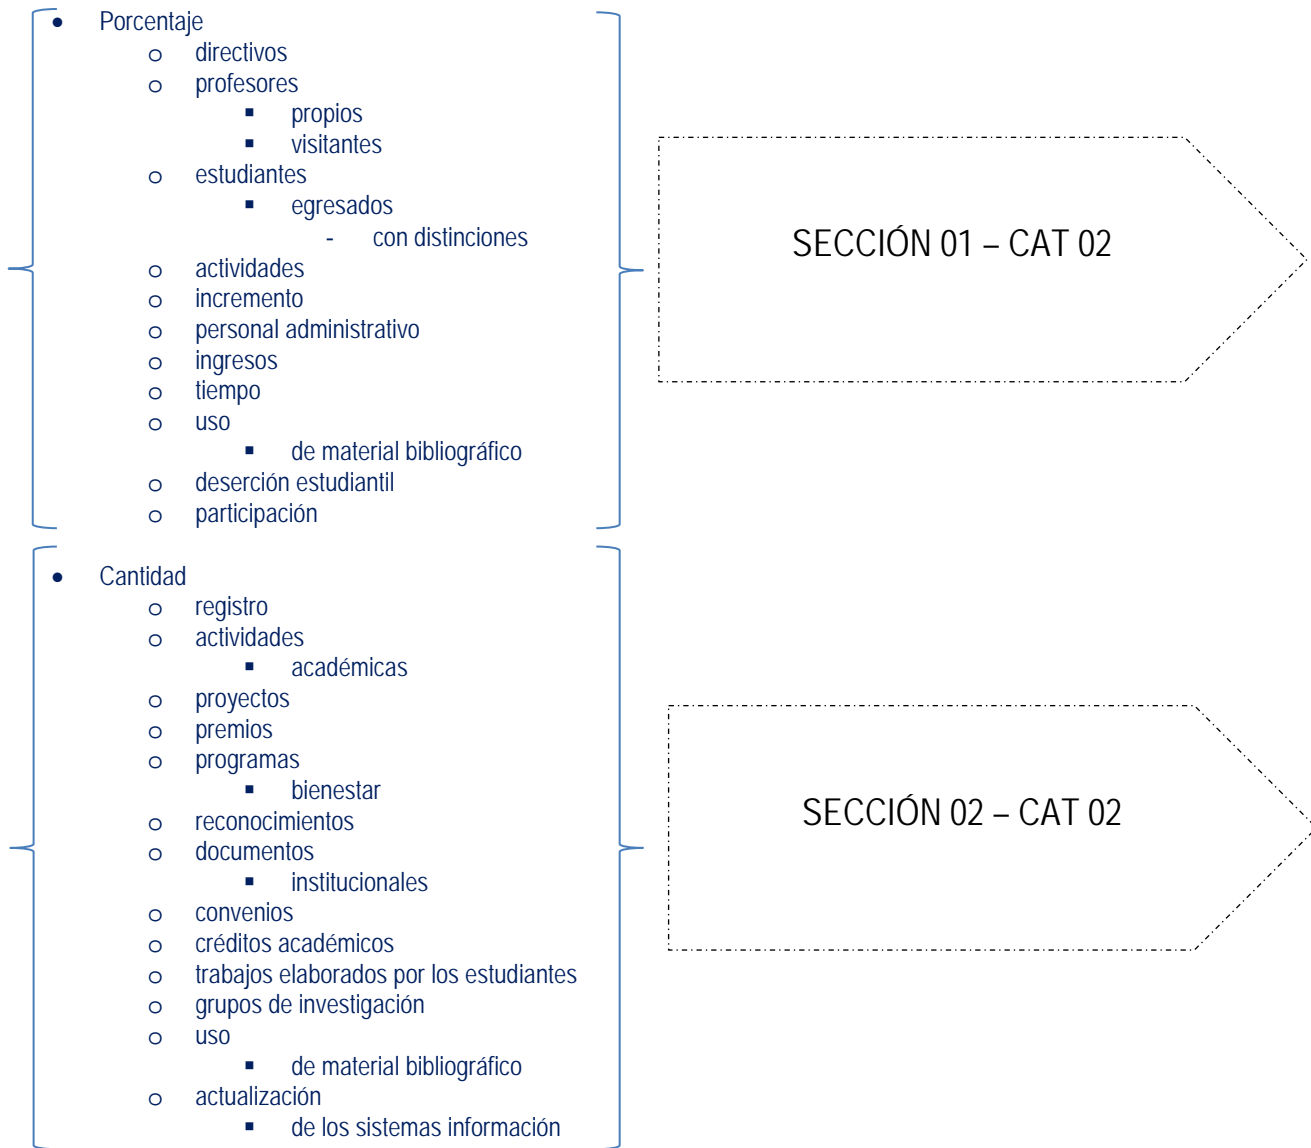 • Porcentaje
o directivos
o profesores
▪ propios
▪ visitantes
o estudiantes
▪ egresados
- con distinciones
o actividades
o incremento
o personal administrativo
o ingresos
o tiempo
o uso
▪ de material bibliográfico
o deserción estudiantil
o participación
SECCIÓN 01 – CAT 02
• Cantidad
o registro
o actividades
▪ académicas
o proyectos
o premios
o programas
▪ bienestar
o reconocimientos
o documentos
▪ institucionales
o convenios
o créditos académicos
o trabajos elaborados por los estudiantes
o grupos de investigación
o uso
▪ de material bibliográfico
o actualización
▪ de los sistemas información
SECCIÓN 02 – CAT 02